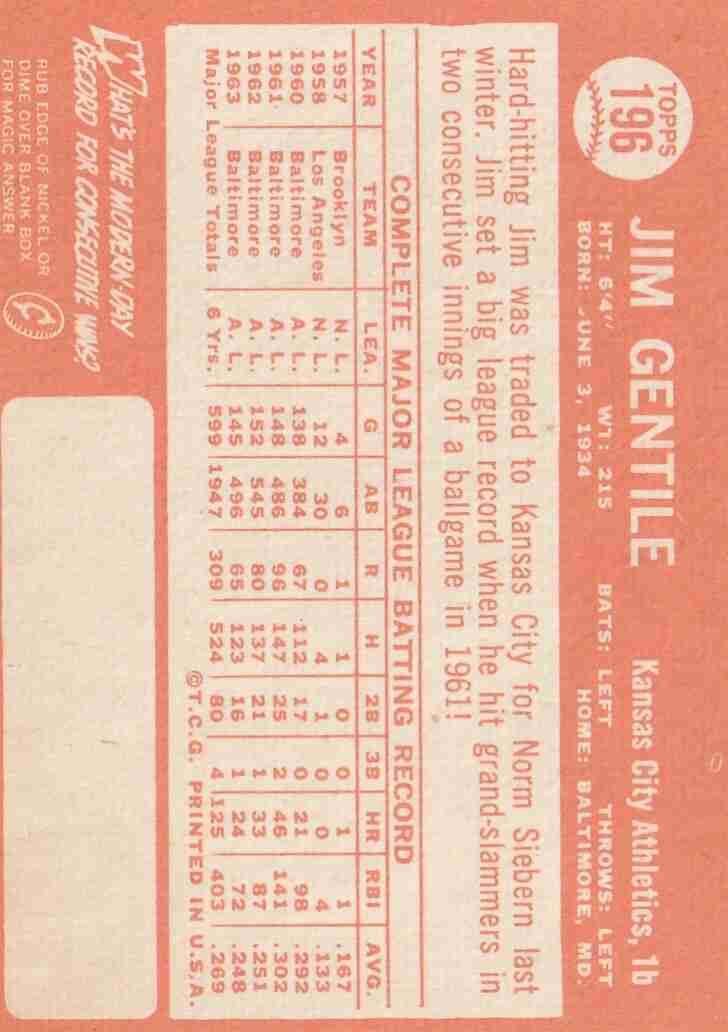 TOPPS
196
JIM GENTILE
Kansas City Athletics, 1b
HT: 6'4" WT: 215 BATS: LEFT THROWS: LEFT
BORN: JUNE 3, 1934 HOME: BALTIMORE, MD.
Hard-hitting Jim was traded to Kansas City for Norm Siebern last
winter. Jim set a big league record when he hit grand-slammers in
two consecutive innings of a ballgame in 1961!
COMPLETE MAJOR LEAGUE BATTING RECORD
YEAR TEAM LEA. G AB R H 2B 3B HR RBI AVG.
1957 Brooklyn N. L. 4 6 1 1 0 0 1 1 .167
1958 Los Angeles N. L. 12 30 0 4 1 0 0 4 .133
1960 Baltimore A. L. 138 384 67 112 17 0 21 98 .292
1961 Baltimore A. L. 148 486 96 147 25 2 46 141 .302
1962 Baltimore A. L. 152 545 80 137 21 1 33 87 .251
1963 Baltimore A. L. 145 496 65 123 16 1 24 72 .248
Major League Totals 6 Yrs. 599 1947 309 524 80 4 125 403 .269
©T.C.G. PRINTED IN U.S.A.
WHAT'S THE MODERN-DAY
RECORD FOR CONSECUTIVE WINS?
RUB EDGE OF NICKEL OR
DIME OVER BLANK BOX
FOR MAGIC ANSWER